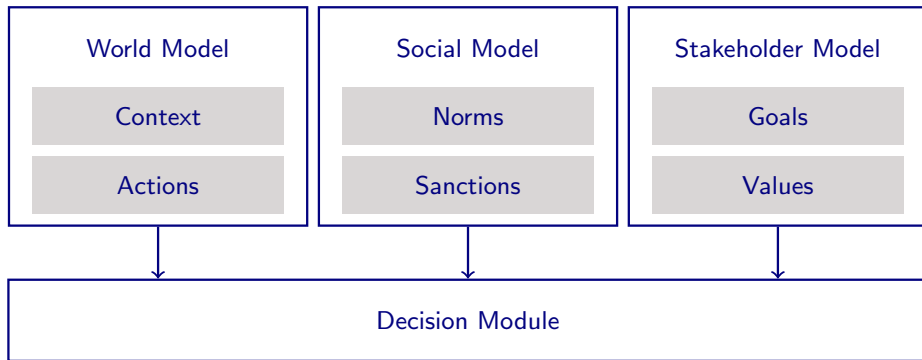 World Model
Context
Actions
Social Model
Norms
Sanctions
Stakeholder Model
Goals
Values
Decision Module